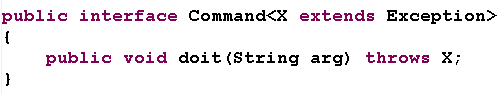 public interface Command<X extends Exception>
{
    public void doit(String arg) throws X;
}